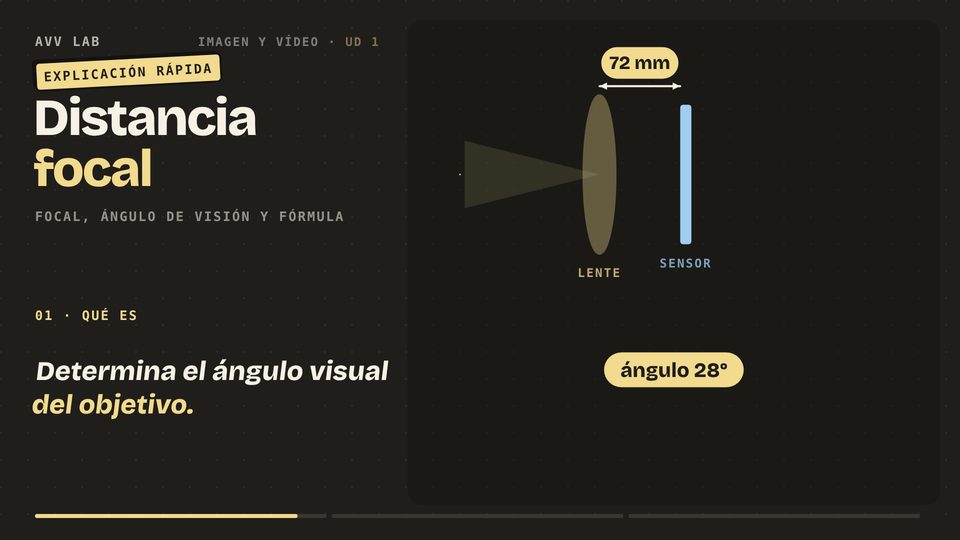 AVV LAB
IMAGEN Y VÍDEO · UD 1
EXPLICACIÓN RÁPIDA
Distancia
focal
FOCAL, ÁNGULO DE VISIÓN Y FÓRMULA
01 · QUÉ ES
Determina el ángulo visual
del objetivo.
72 mm
LENTE
SENSOR
ángulo 28°